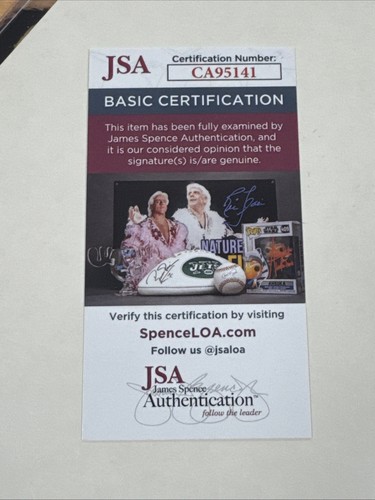 JSA
Certification Number:
CA95141
BASIC CERTIFICATION
This item has been fully examined by
James Spence Authentication, and
it is our considered opinion that the
signature(s) is/are genuine.
NATURE
JETS
Verify this certification by visiting
SpenceLOA.com
Follow us @jsaloa
JSA
James Spence
Authentication™
follow the leader